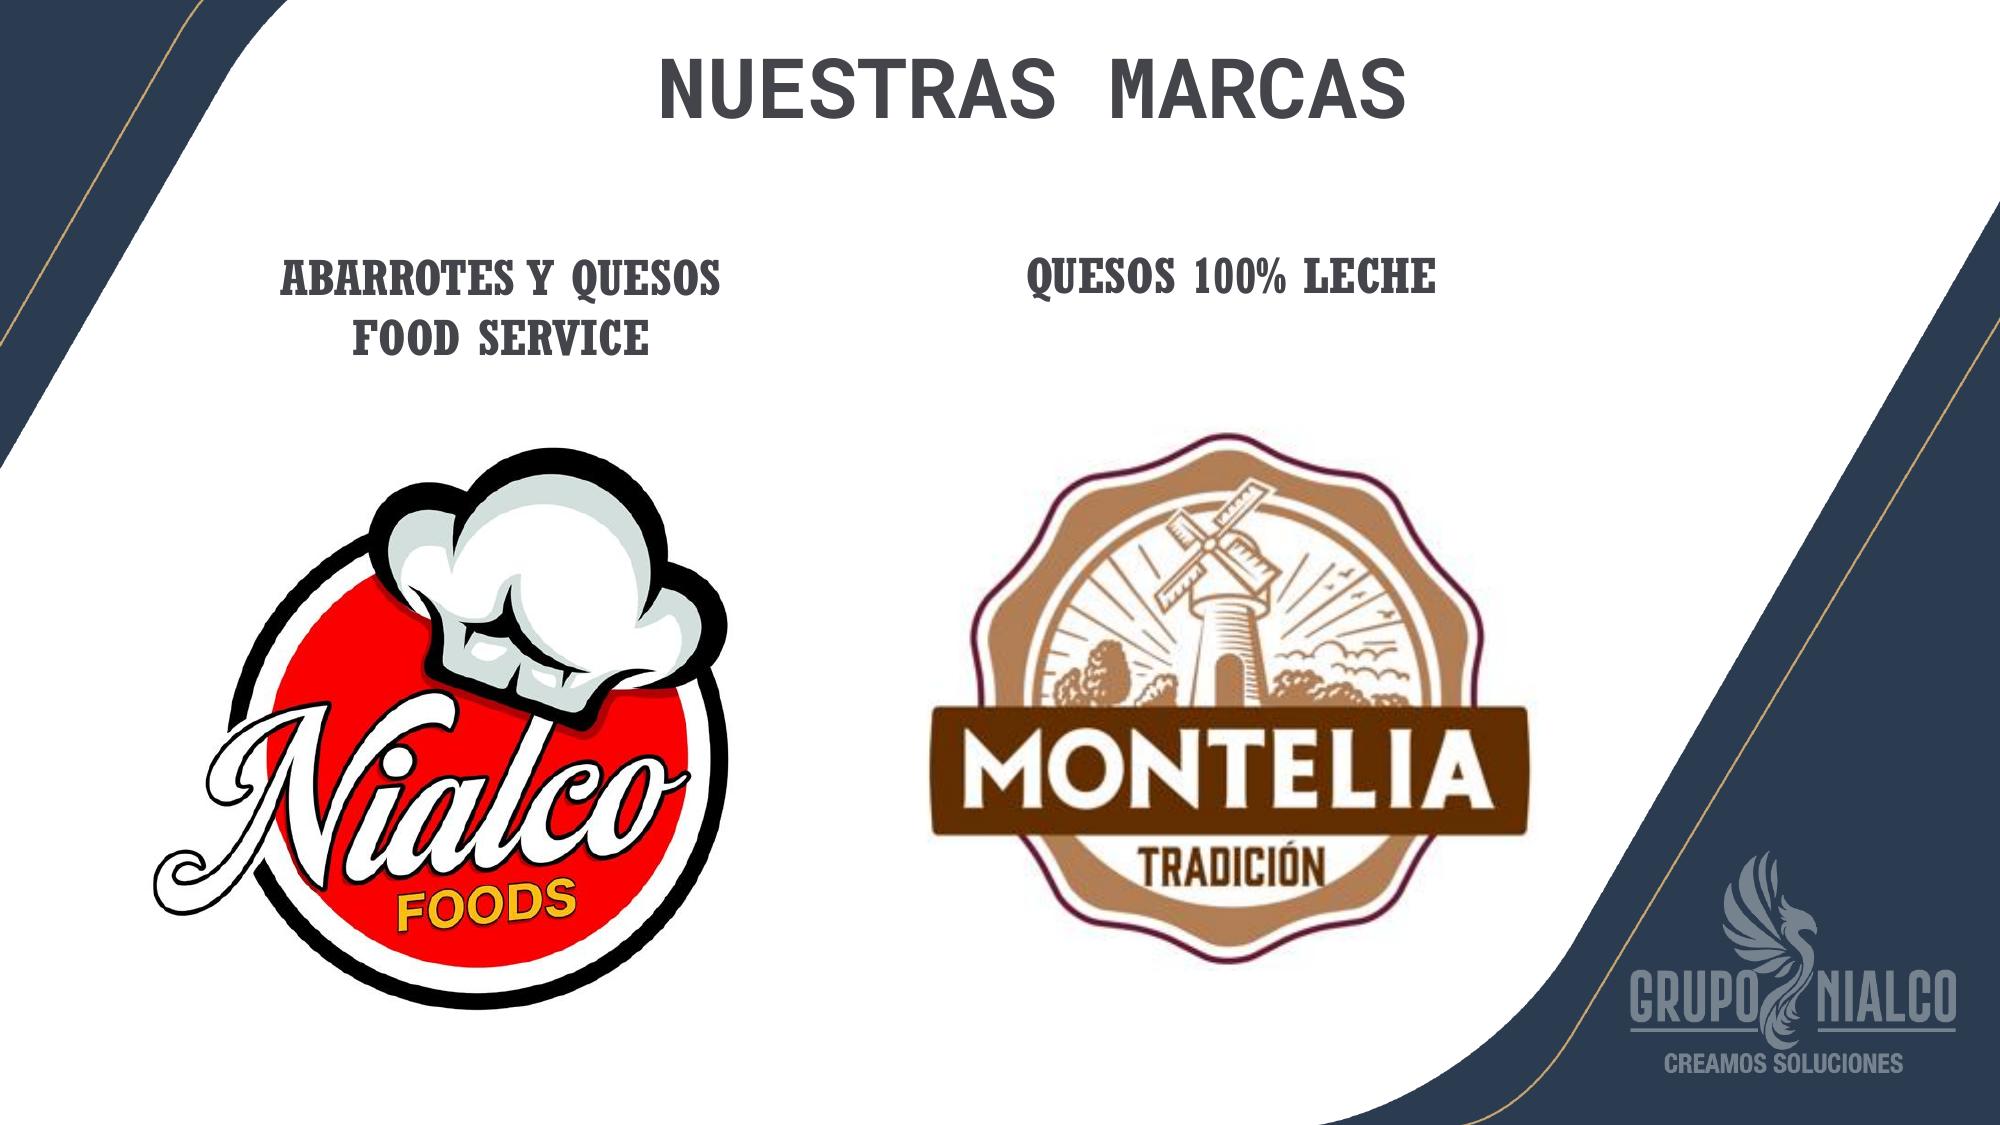 NUESTRAS MARCAS
ABARROTES Y QUESOS
FOOD SERVICE
QUESOS 100% LECHE
Nialco
FOODS
MONTELIA
TRADICIÓN
GRUPO NIALCO
CREAMOS SOLUCIONES